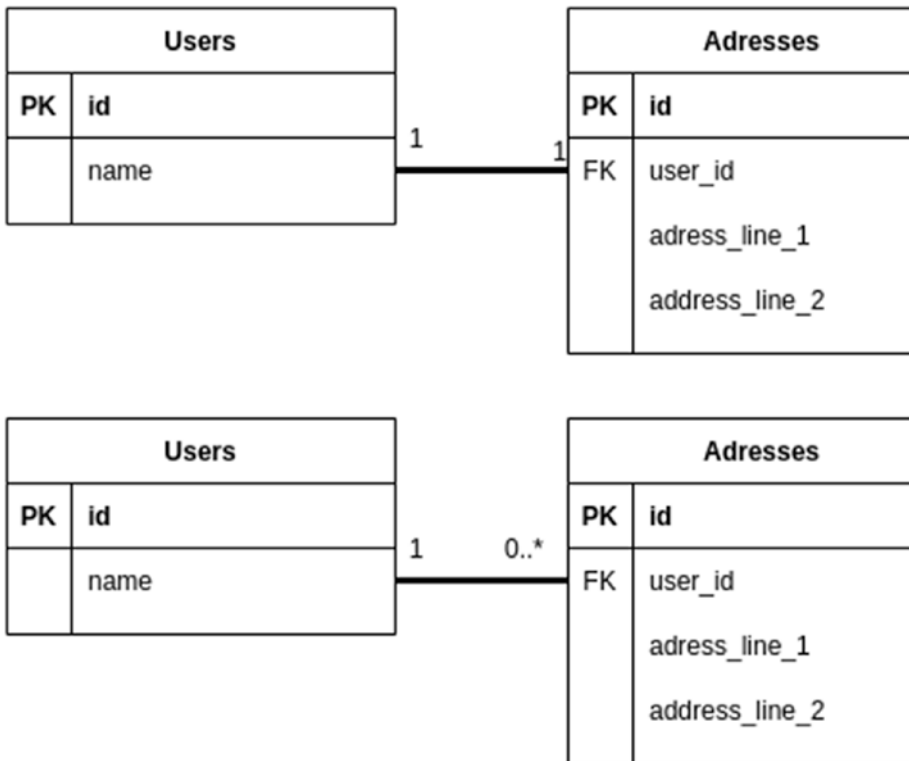 Users
PK id
name
1
1
Adresses
PK id
FK user_id
adress_line_1
address_line_2
Users
PK id
name
1
0..*
Adresses
PK id
FK user_id
adress_line_1
address_line_2